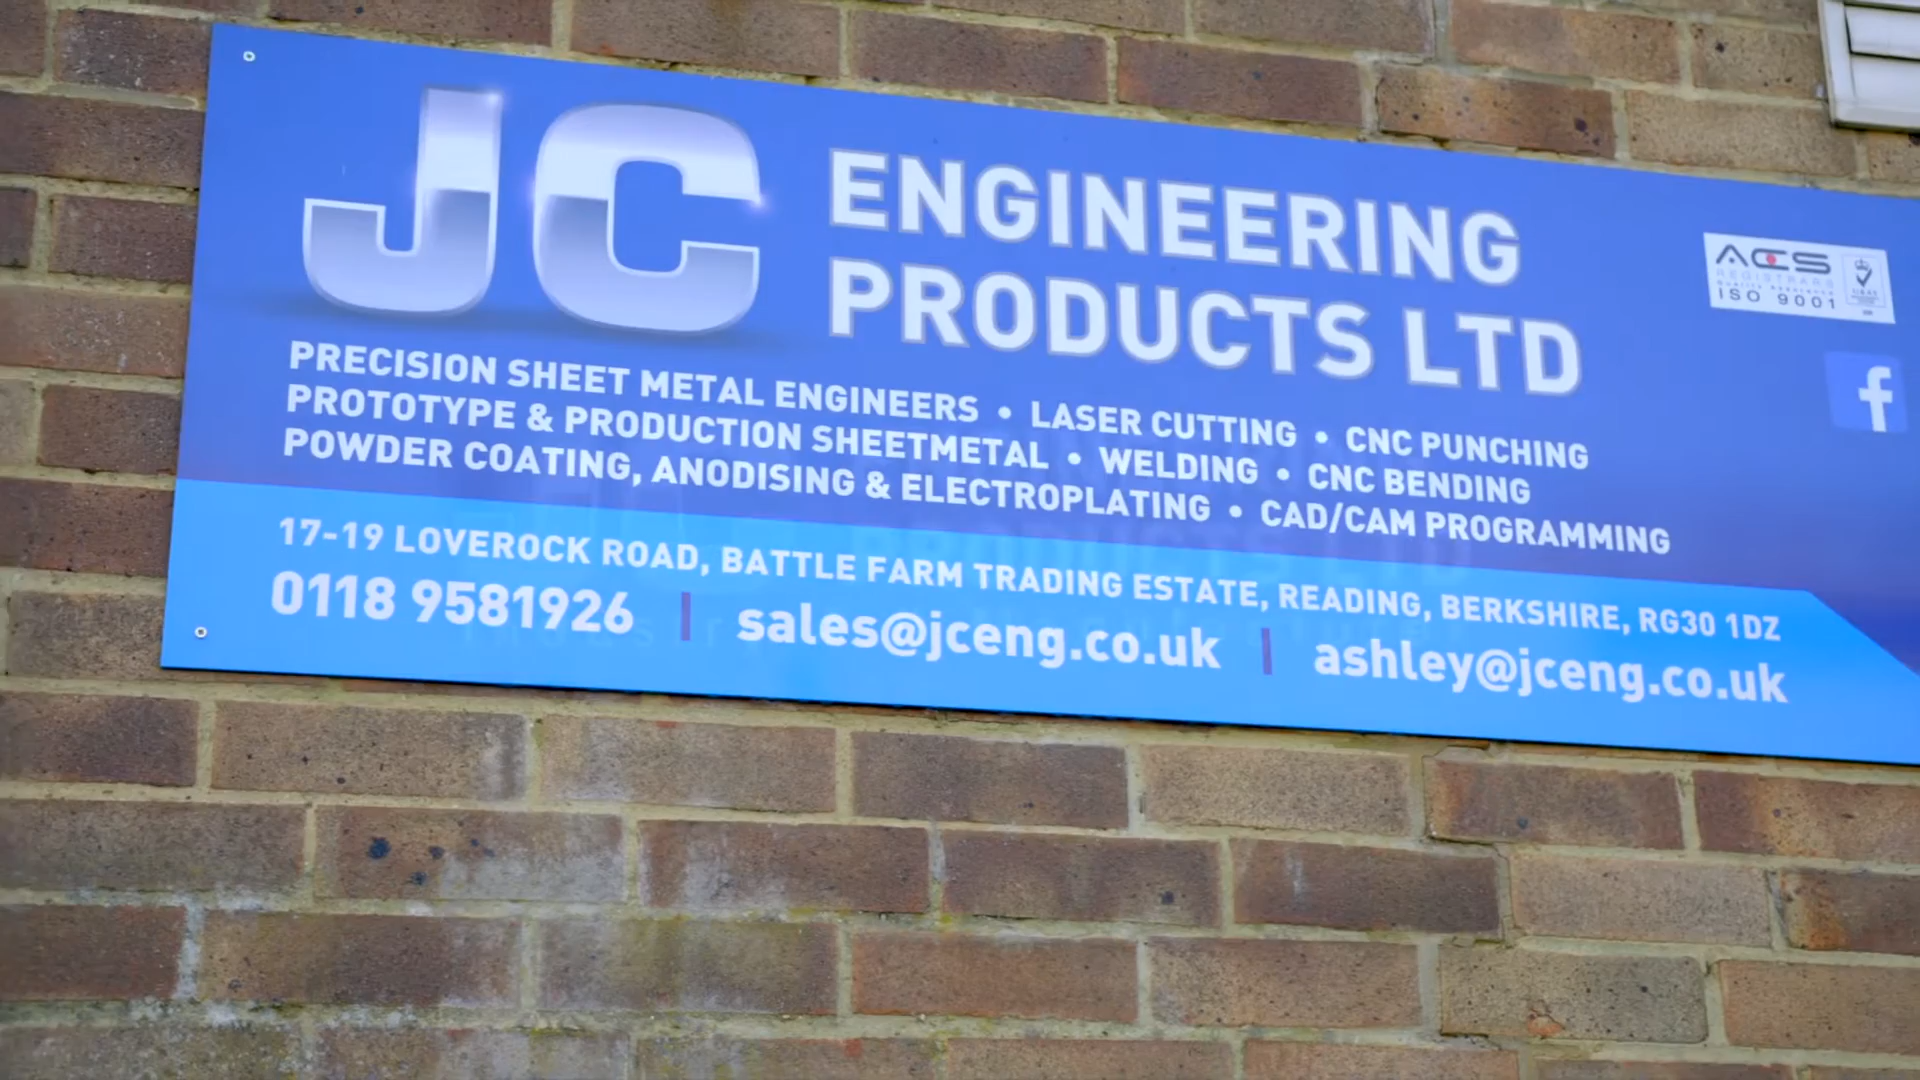 JC ENGINEERING
PRODUCTS LTD
ACS
REGISTRARS
ISO 9001
PRECISION SHEET METAL ENGINEERS • LASER CUTTING • CNC PUNCHING
PROTOTYPE & PRODUCTION SHEETMETAL • WELDING • CNC BENDING
POWDER COATING, ANODISING & ELECTROPLATING • CAD/CAM PROGRAMMING
17-19 LOVEROCK ROAD, BATTLE FARM TRADING ESTATE, READING, BERKSHIRE, RG30 1DZ
0118 9581926 | sales@jceng.co.uk | ashley@jceng.co.uk